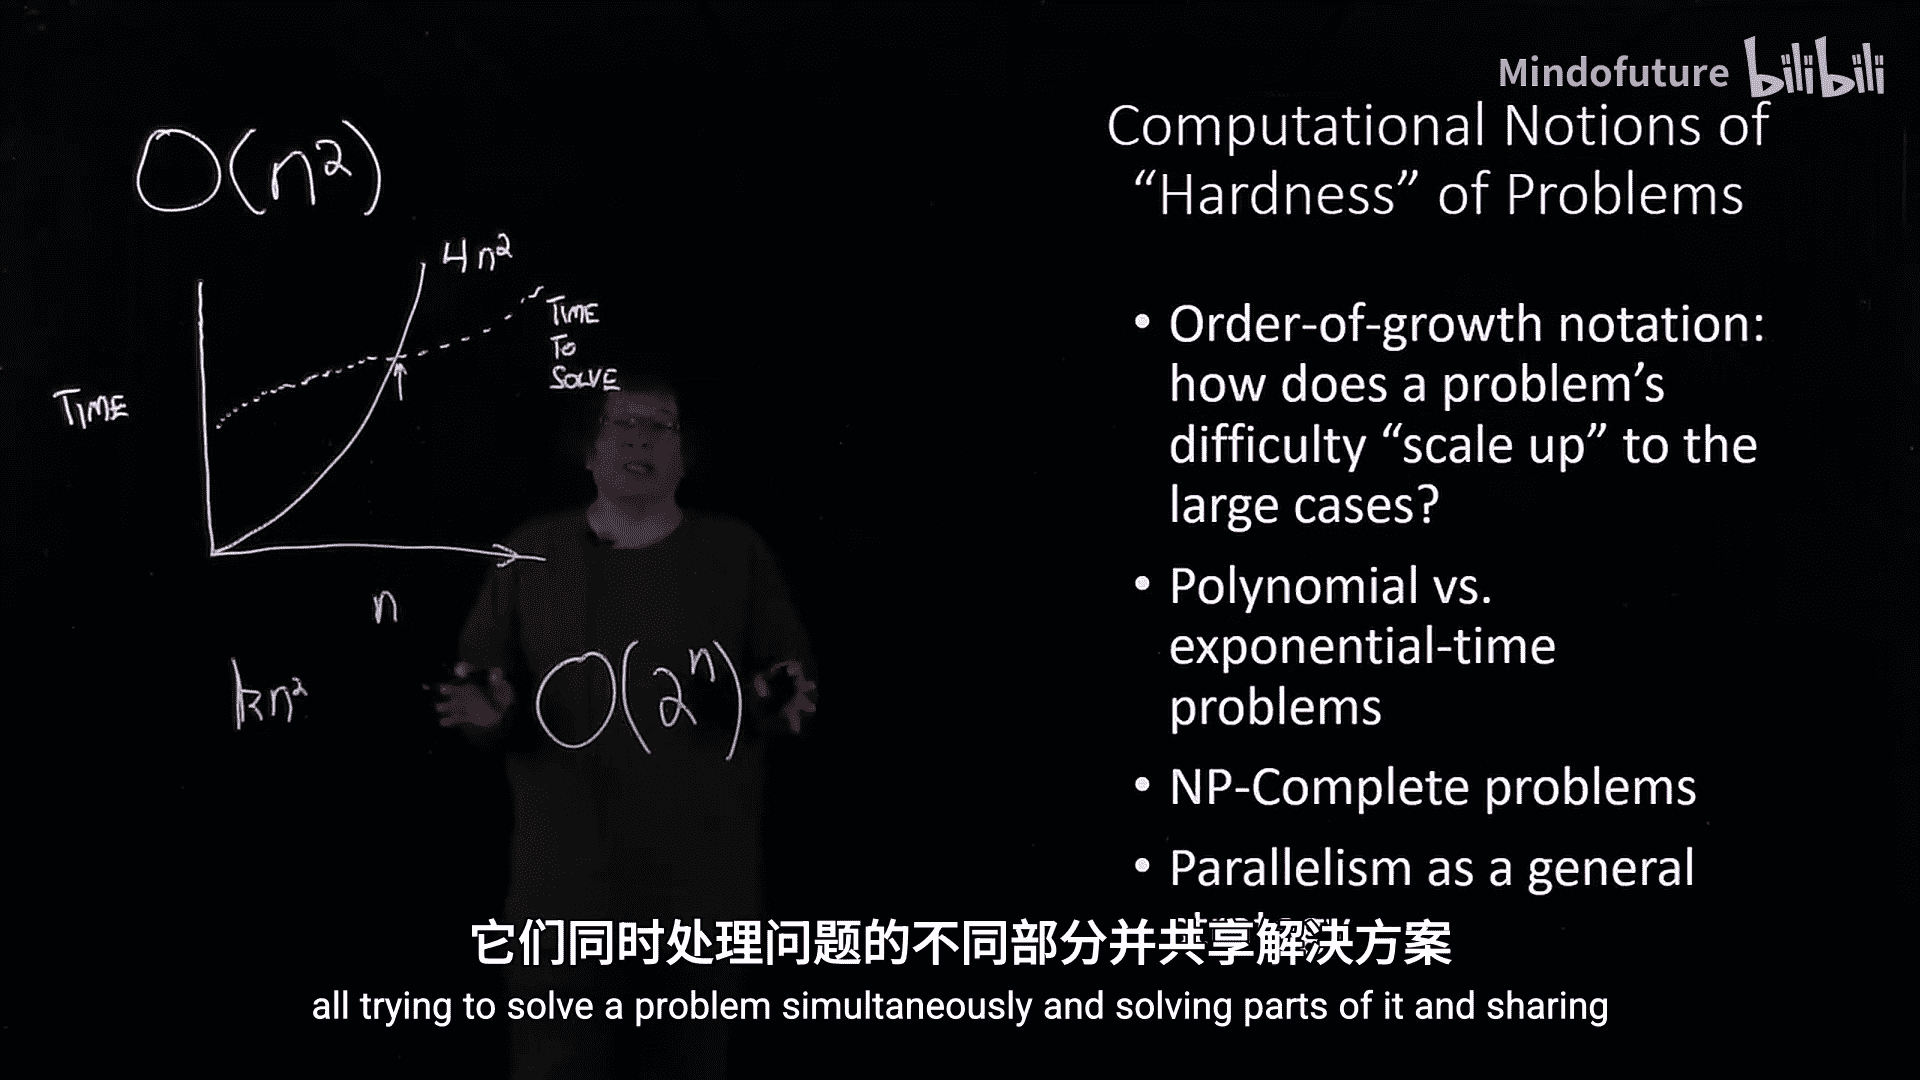 Mindofuture bilibili
Computational Notions of
“Hardness” of Problems
O(n²)
4n²
TIME
TO
SOLVE
TIME
n
kn²
O(2ⁿ)
• Order-of-growth notation:
how does a problem’s
difficulty “scale up” to the
large cases?
• Polynomial vs.
exponential-time
problems
• NP-Complete problems
• Parallelism as a general
它们同时处理问题的不同部分并共享解决方案
all trying to solve a problem simultaneously and solving parts of it and sharing